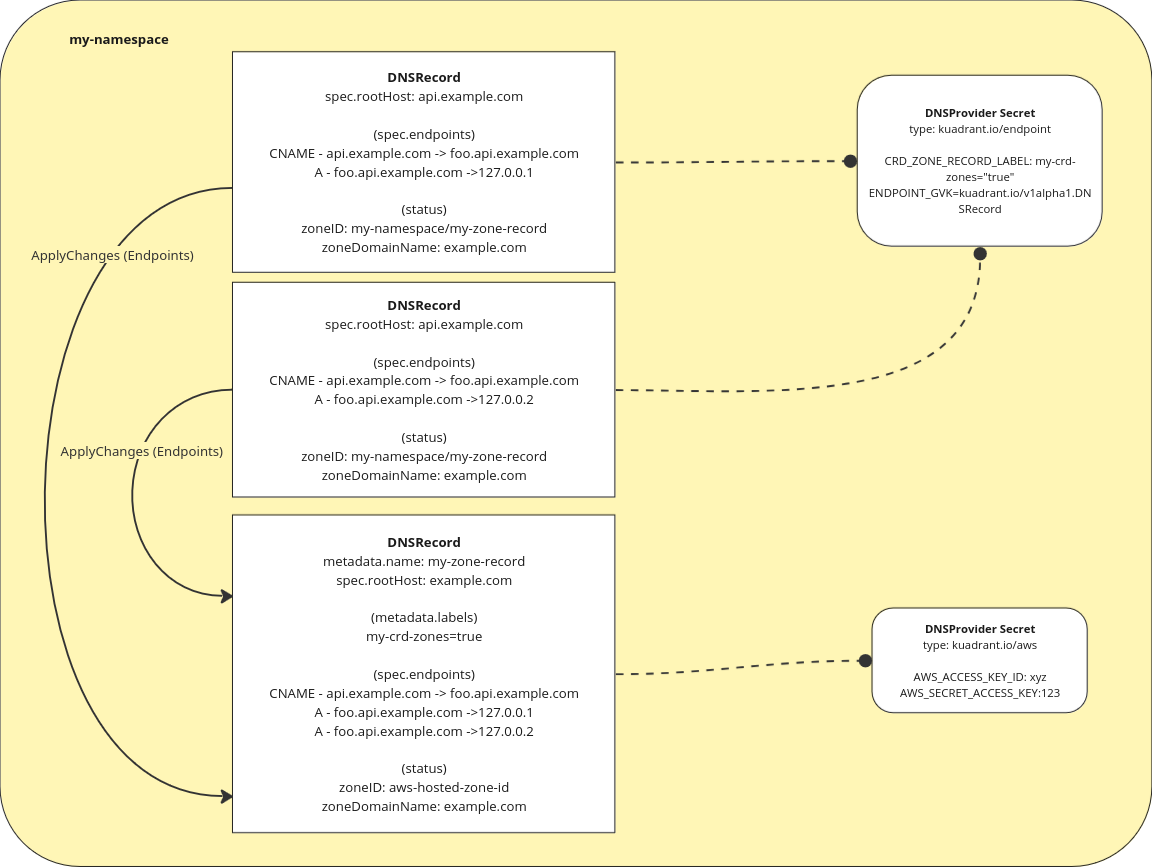 my-namespace
DNSRecord
spec.rootHost: api.example.com
(spec.endpoints)
CNAME - api.example.com -> foo.api.example.com
A - foo.api.example.com ->127.0.0.1
(status)
zoneID: my-namespace/my-zone-record
zoneDomainName: example.com
DNSProvider Secret
type: kuadrant.io/endpoint
CRD_ZONE_RECORD_LABEL: my-crd-
zones="true"
ENDPOINT_GVK=kuadrant.io/v1alpha1.DN
SRecord
ApplyChanges (Endpoints)
DNSRecord
spec.rootHost: api.example.com
(spec.endpoints)
CNAME - api.example.com -> foo.api.example.com
A - foo.api.example.com ->127.0.0.2
(status)
zoneID: my-namespace/my-zone-record
zoneDomainName: example.com
ApplyChanges (Endpoints)
DNSRecord
metadata.name: my-zone-record
spec.rootHost: example.com
(metadata.labels)
my-crd-zones=true
(spec.endpoints)
CNAME - api.example.com -> foo.api.example.com
A - foo.api.example.com ->127.0.0.1
A - foo.api.example.com ->127.0.0.2
(status)
zoneID: aws-hosted-zone-id
zoneDomainName: example.com
DNSProvider Secret
type: kuadrant.io/aws
AWS_ACCESS_KEY_ID: xyz
AWS_SECRET_ACCESS_KEY:123